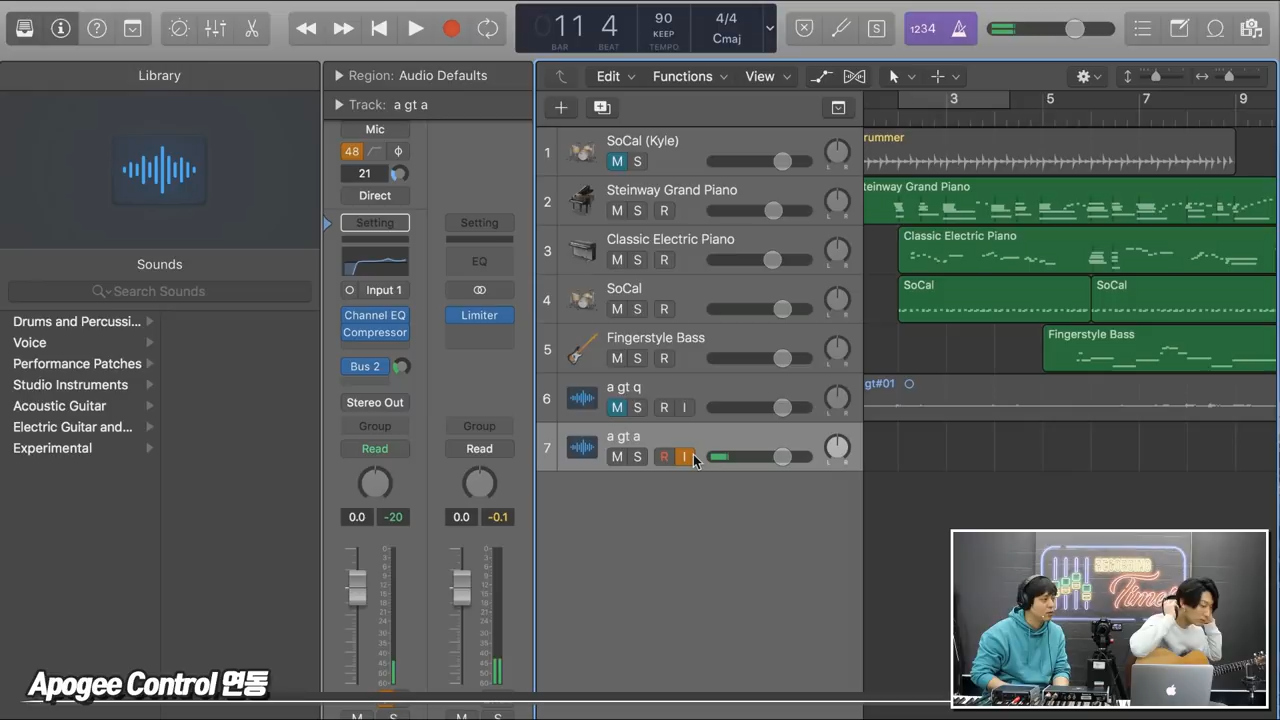 11 4
BAR BEAT
90
KEEP
TEMPO
4/4
Cmaj
S
1234
Library
Region: Audio Defaults
Edit
Functions
View
Track: a gt a
3 5 7 9
Mic
48
21
Direct
Setting
Setting
EQ
Input 1
Channel EQ
Compressor
Limiter
Bus 2
Stereo Out
Group
Group
Read
Read
0.0 -20
0.0 -0.1
M S
M S
Sounds
Search Sounds
Drums and Percussi...
Voice
Performance Patches
Studio Instruments
Acoustic Guitar
Electric Guitar and...
Experimental
1
SoCal (Kyle)
M S
L R
rummer
2
Steinway Grand Piano
M S R
L R
teinway Grand Piano
3
Classic Electric Piano
M S R
L R
Classic Electric Piano
4
SoCal
M S R
L R
SoCal
SoCal
5
Fingerstyle Bass
M S R
L R
Fingerstyle Bass
6
a gt q
M S R I
L R
gt#01
7
a gt a
M S R I
L R
Time
Apogee Control 연동